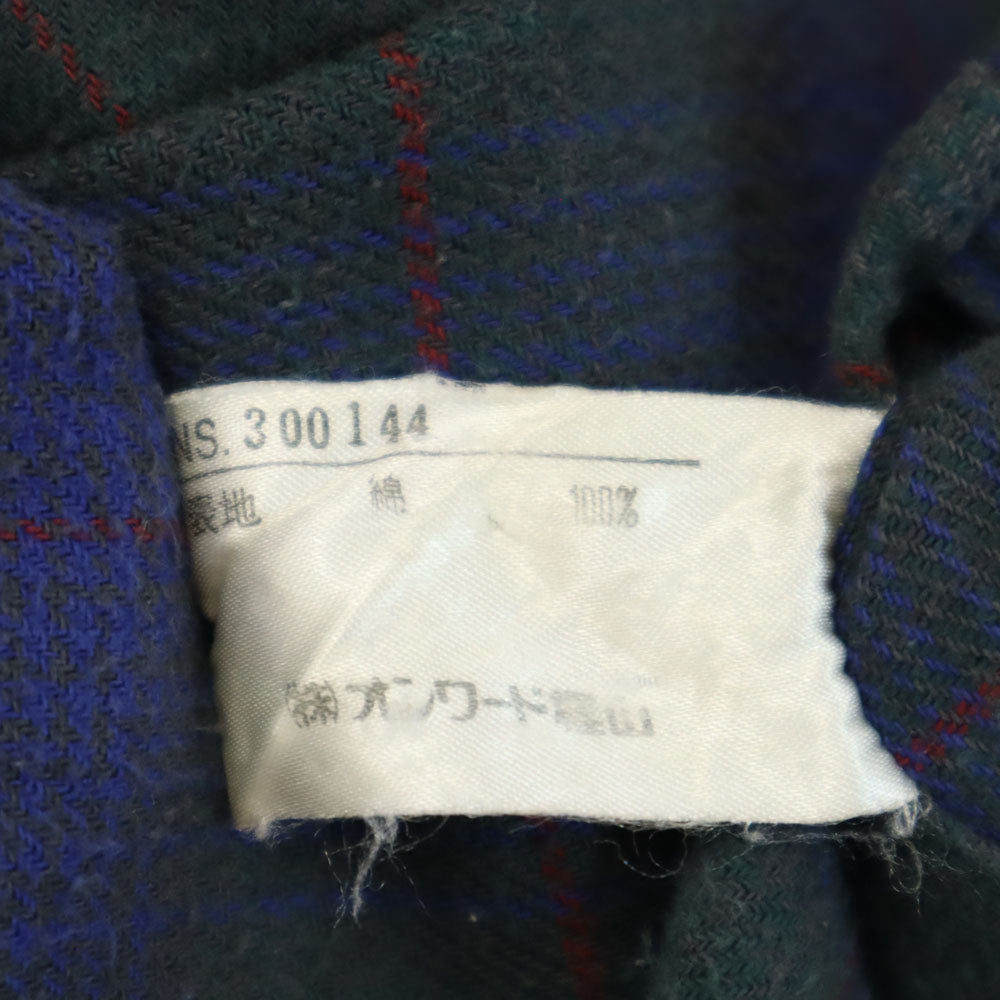 NS. 300144
表地 綿 100%
(株)オンワード樫山